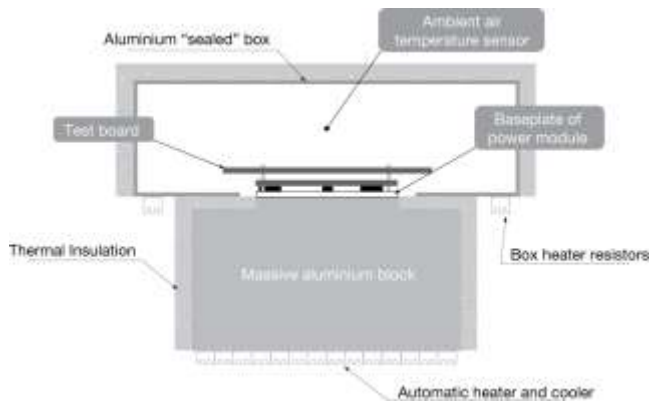 Ambient air
temperature sensor
Aluminium “sealed” box
Test board
Baseplate of
power module
Thermal Insulation
Box heater resistors
Massive aluminium block
Automatic heater and cooler